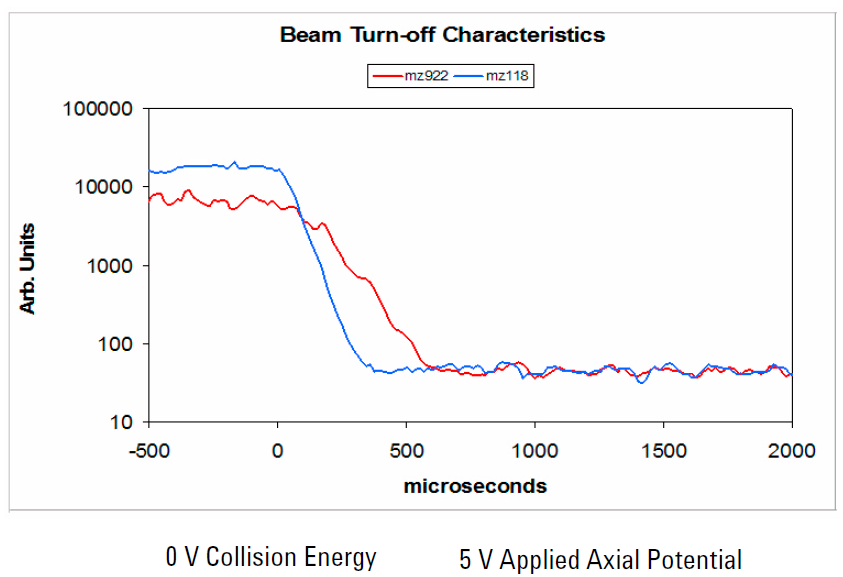 Beam Turn-off Characteristics
mz922 mz118
100000
10000
1000
100
10
Arb. Units
-500 0 500 1000 1500 2000
microseconds
0 V Collision Energy 5 V Applied Axial Potential